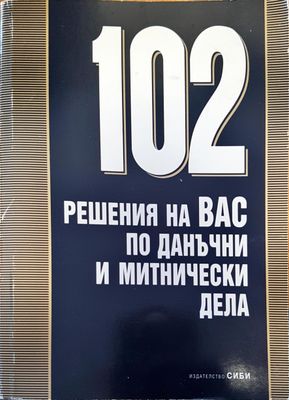 102
РЕШЕНИЯ НА ВАС
ПО ДАНЪЧНИ
И МИТНИЧЕСКИ
ДЕЛА
ИЗДАТЕЛСТВО СИБИ